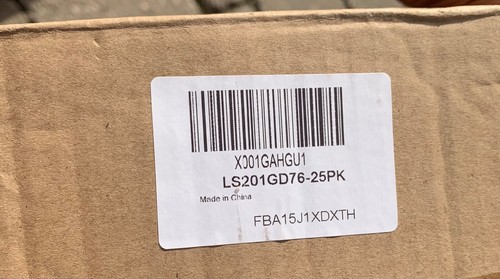 X001GAHGU1
LS201GD76-25PK
Made in China
FBA15J1XDXTH